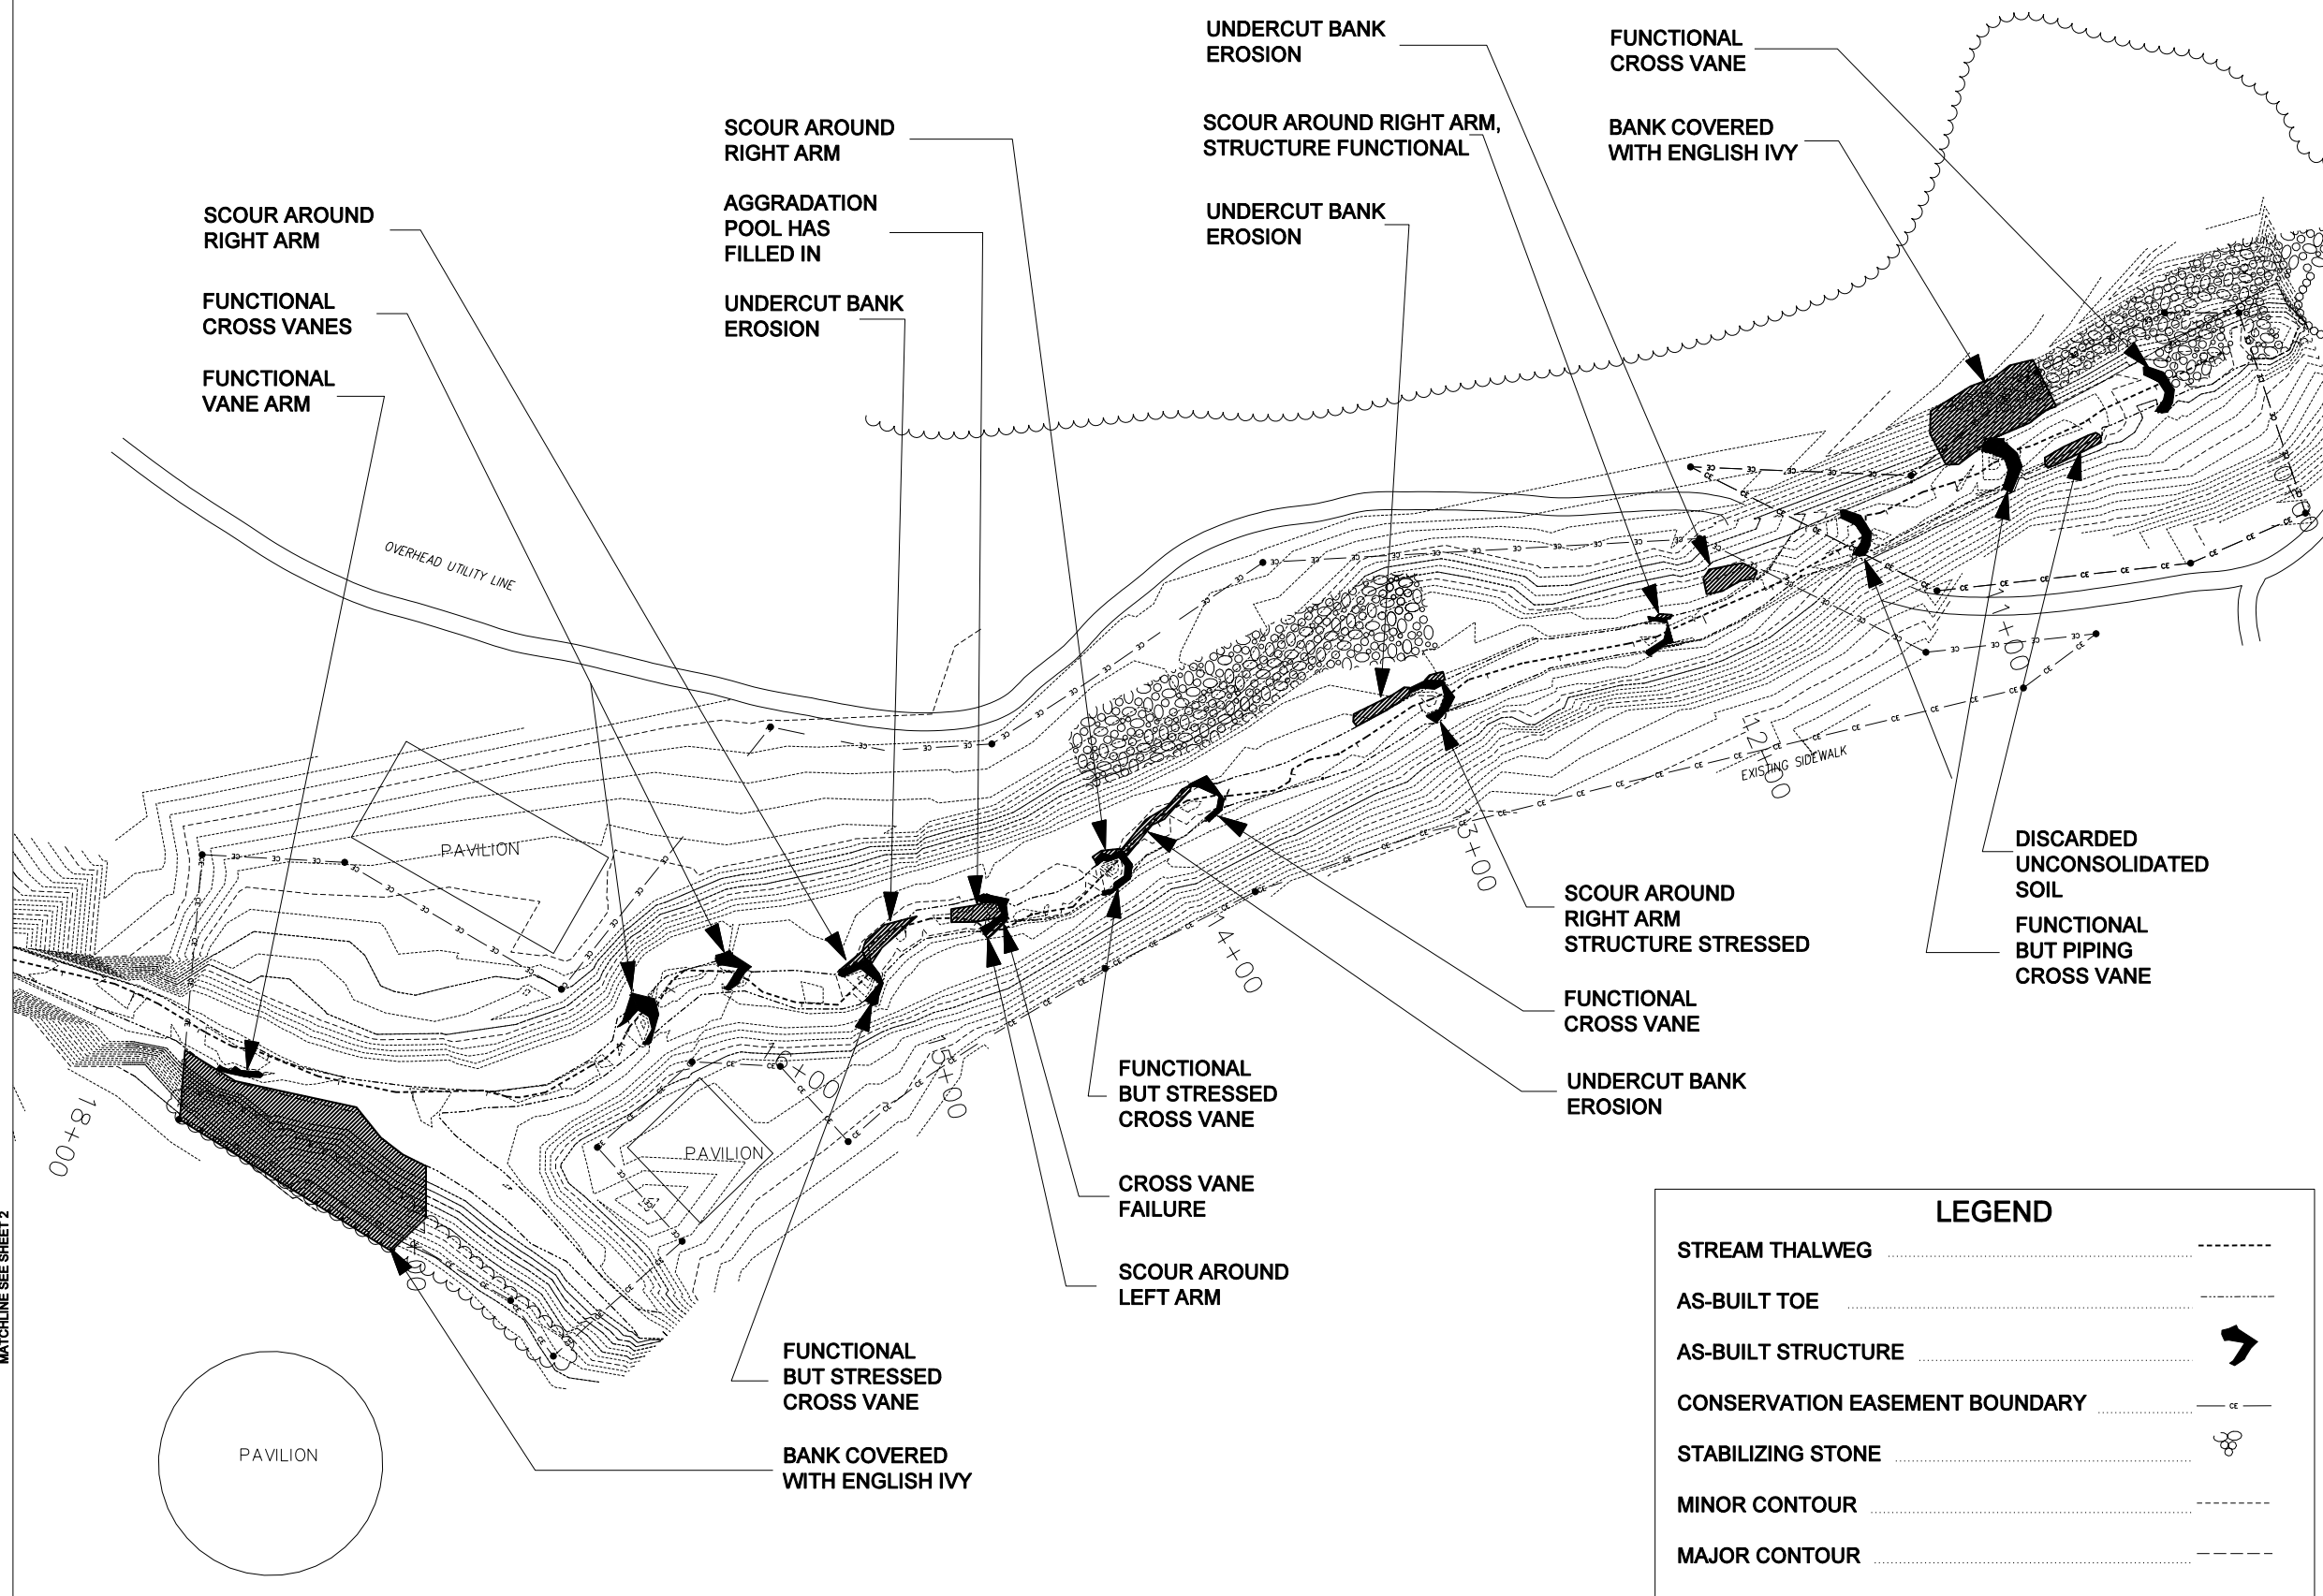 UNDERCUT BANK
EROSION
FUNCTIONAL
CROSS VANE
SCOUR AROUND
RIGHT ARM
SCOUR AROUND RIGHT ARM,
STRUCTURE FUNCTIONAL
BANK COVERED
WITH ENGLISH IVY
SCOUR AROUND
RIGHT ARM
AGGRADATION
POOL HAS
FILLED IN
UNDERCUT BANK
EROSION
FUNCTIONAL
CROSS VANES
UNDERCUT BANK
EROSION
FUNCTIONAL
VANE ARM
OVERHEAD UTILITY LINE
11+00
12+00
EXISTING SIDEWALK
13+00
14+00
15+00
16+00
18+00
PAVILION
PAVILION
PAVILION
DISCARDED
UNCONSOLIDATED
SOIL
FUNCTIONAL
BUT PIPING
CROSS VANE
SCOUR AROUND
RIGHT ARM
STRUCTURE STRESSED
FUNCTIONAL
CROSS VANE
UNDERCUT BANK
EROSION
FUNCTIONAL
BUT STRESSED
CROSS VANE
CROSS VANE
FAILURE
SCOUR AROUND
LEFT ARM
FUNCTIONAL
BUT STRESSED
CROSS VANE
BANK COVERED
WITH ENGLISH IVY
MATCHLINE SEE SHEET 2
LEGEND
STREAM THALWEG
AS-BUILT TOE
AS-BUILT STRUCTURE
CONSERVATION EASEMENT BOUNDARY
CE
STABILIZING STONE
MINOR CONTOUR
MAJOR CONTOUR